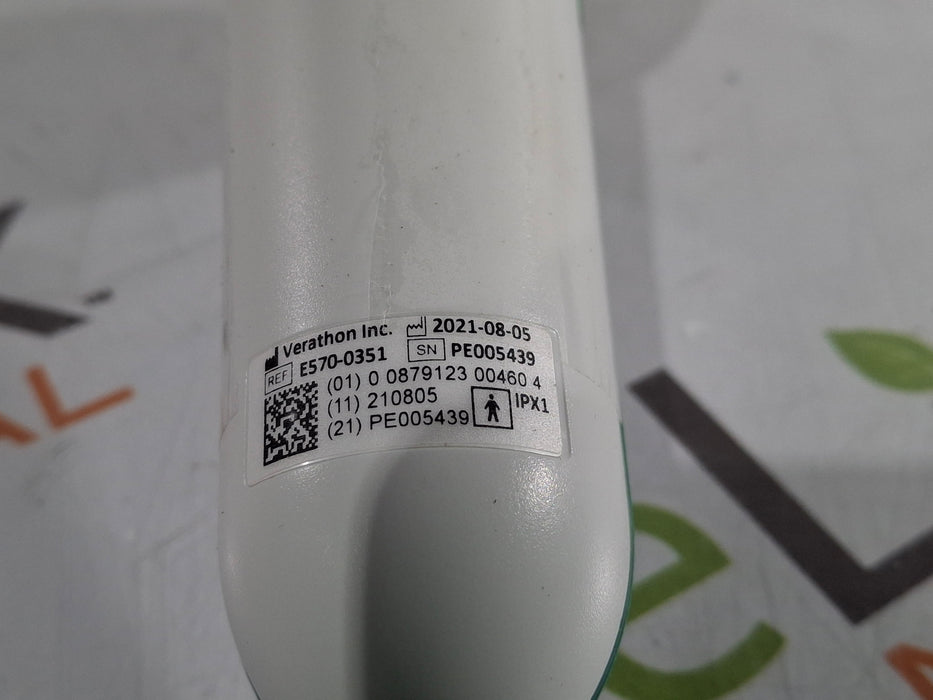 Verathon Inc. 2021-08-05
REF E570-0351 SN PE005439
(01) 0 0879123 00460 4
(11) 210805
(21) PE005439 IPX1
e
AL